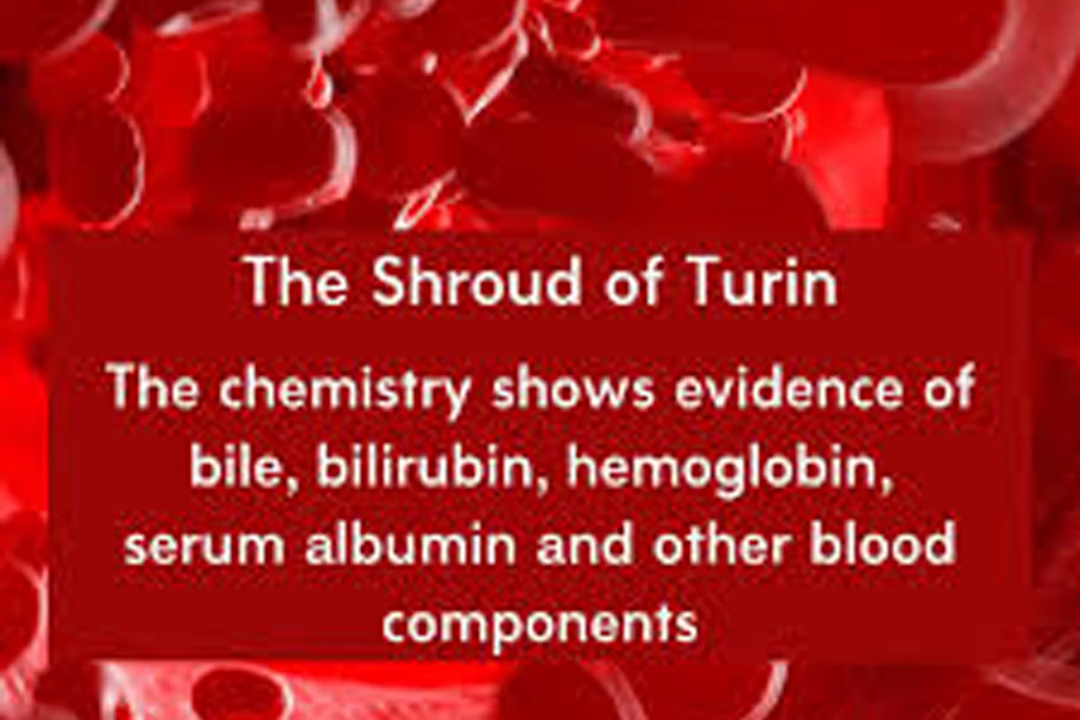 The Shroud of Turin
The chemistry shows evidence of
bile, bilirubin, hemoglobin,
serum albumin and other blood
components